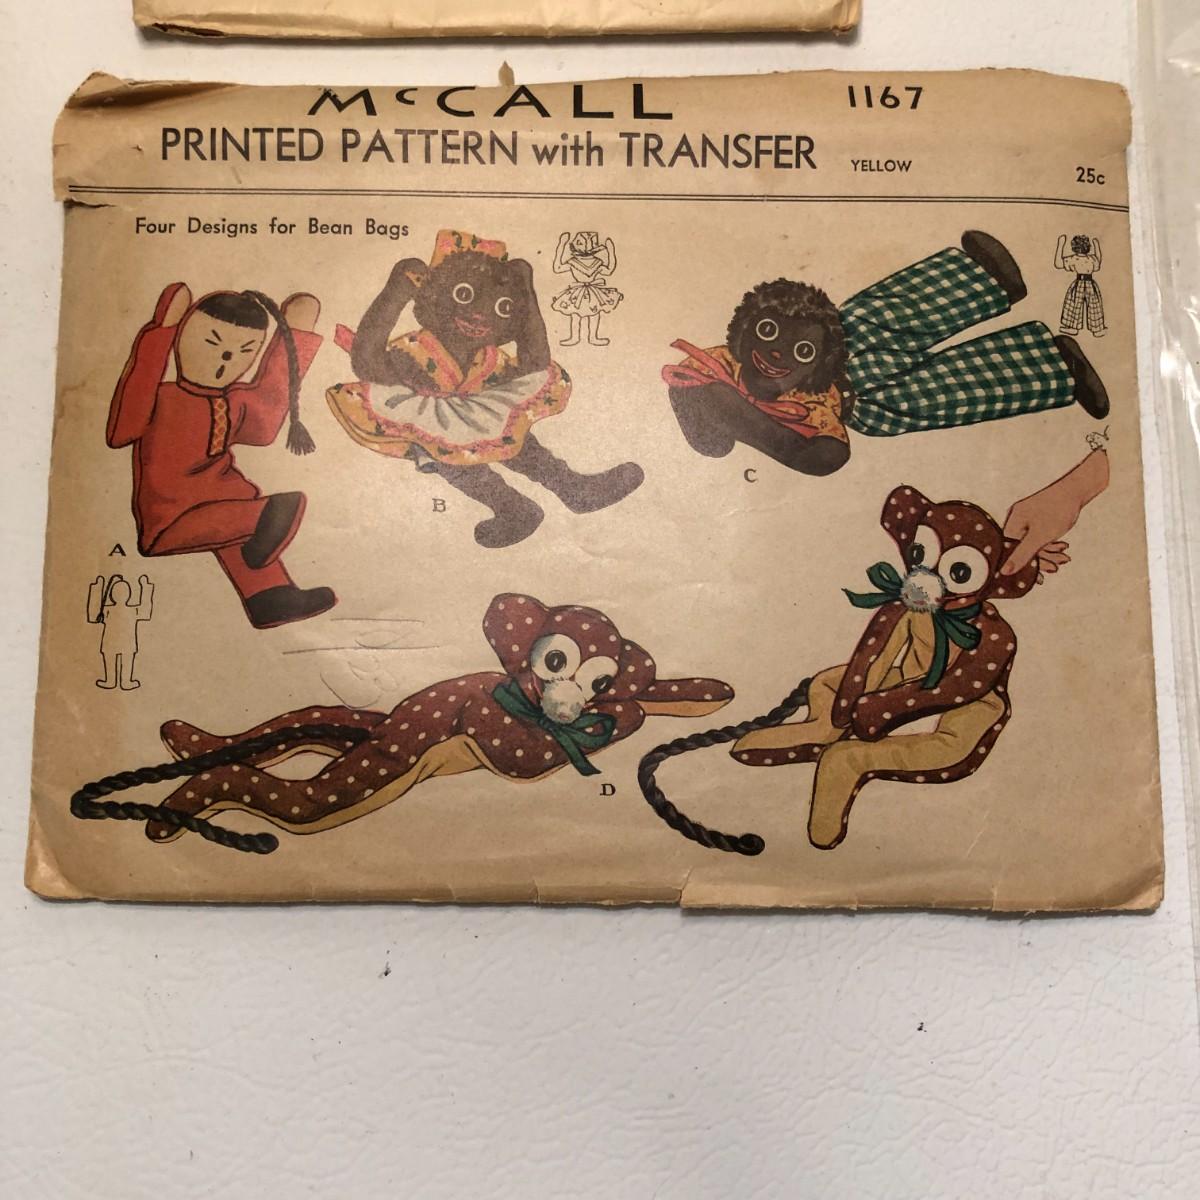 McCALL 1167
PRINTED PATTERN with TRANSFER YELLOW 25c
Four Designs for Bean Bags
A
B
C
D